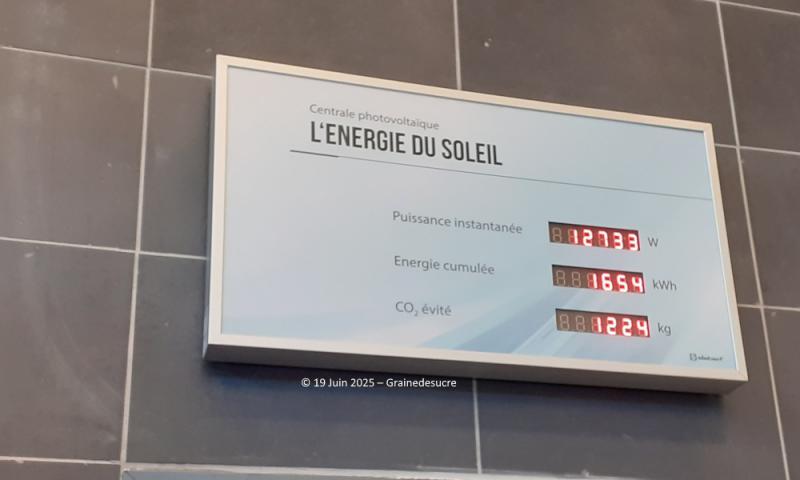 Centrale photovoltaïque
L'ENERGIE DU SOLEIL
Puissance instantanée 12733 W
Energie cumulée 1654 kWh
CO₂ évité 1224 kg
© 19 Juin 2025 – Grainedesucre